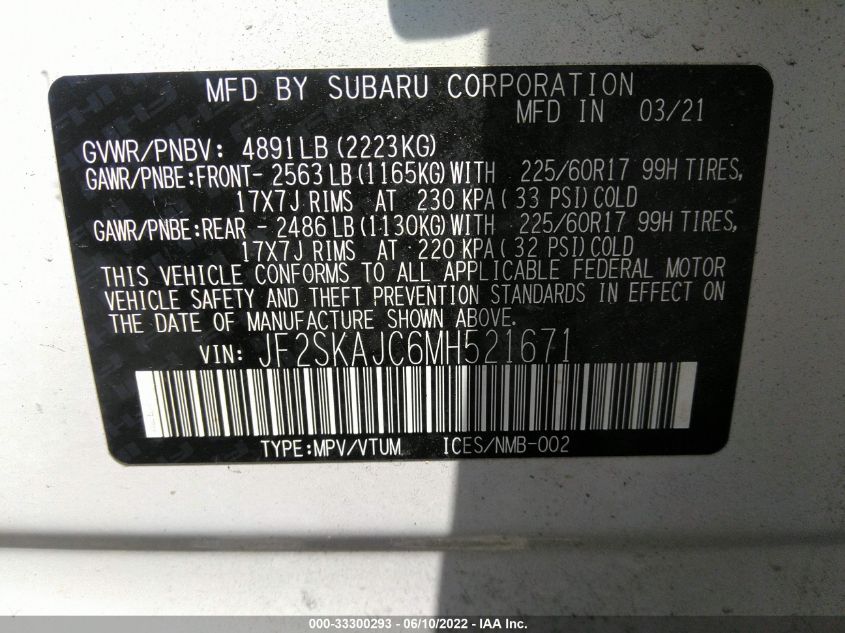 MFD BY SUBARU CORPORATION
MFD IN 03/21
GVWR/PNBV: 4891LB (2223KG)
GAWR/PNBE:FRONT- 2563 LB (1165KG) WITH 225/60R17 99H TIRES,
17X7J RIMS AT 230 KPA( 33 PSI) COLD
GAWR/PNBE:REAR - 2486 LB (1130KG) WITH 225/60R17 99H TIRES,
17X7J RIMS AT 220 KPA( 32 PSI) COLD
THIS VEHICLE CONFORMS TO ALL APPLICABLE FEDERAL MOTOR
VEHICLE SAFETY AND THEFT PREVENTION STANDARDS IN EFFECT ON
THE DATE OF MANUFACTURE SHOWN ABOVE.
VIN: JF2SKAJC6MH521671
TYPE:MPV/VTUM ICES/NMB-002
000-33300293 - 06/10/2022 - IAA Inc.